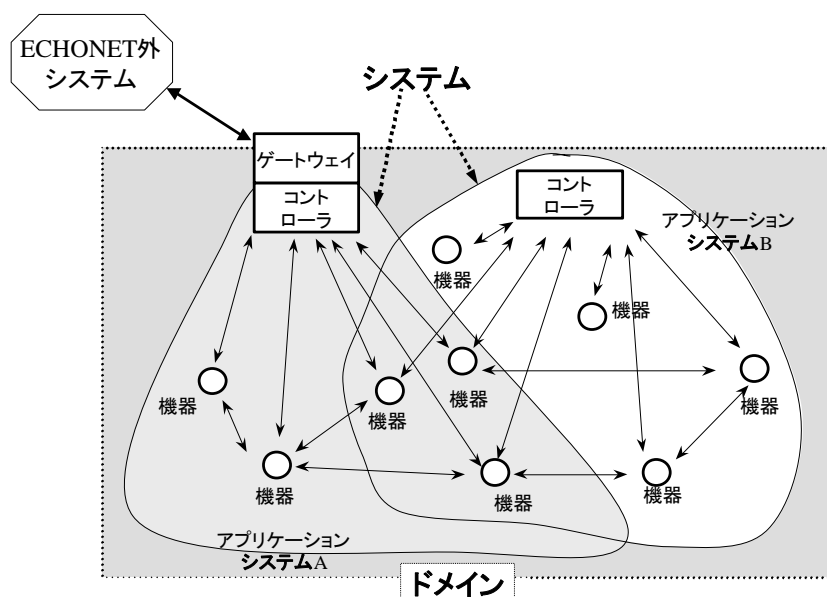 ECHONET外
システム
システム
ゲートウェイ
コント
ローラ
コント
ローラ
アプリケーション
システムB
機器
機器
機器
機器
機器
機器
機器
機器
機器
アプリケーション
システムA
ドメイン